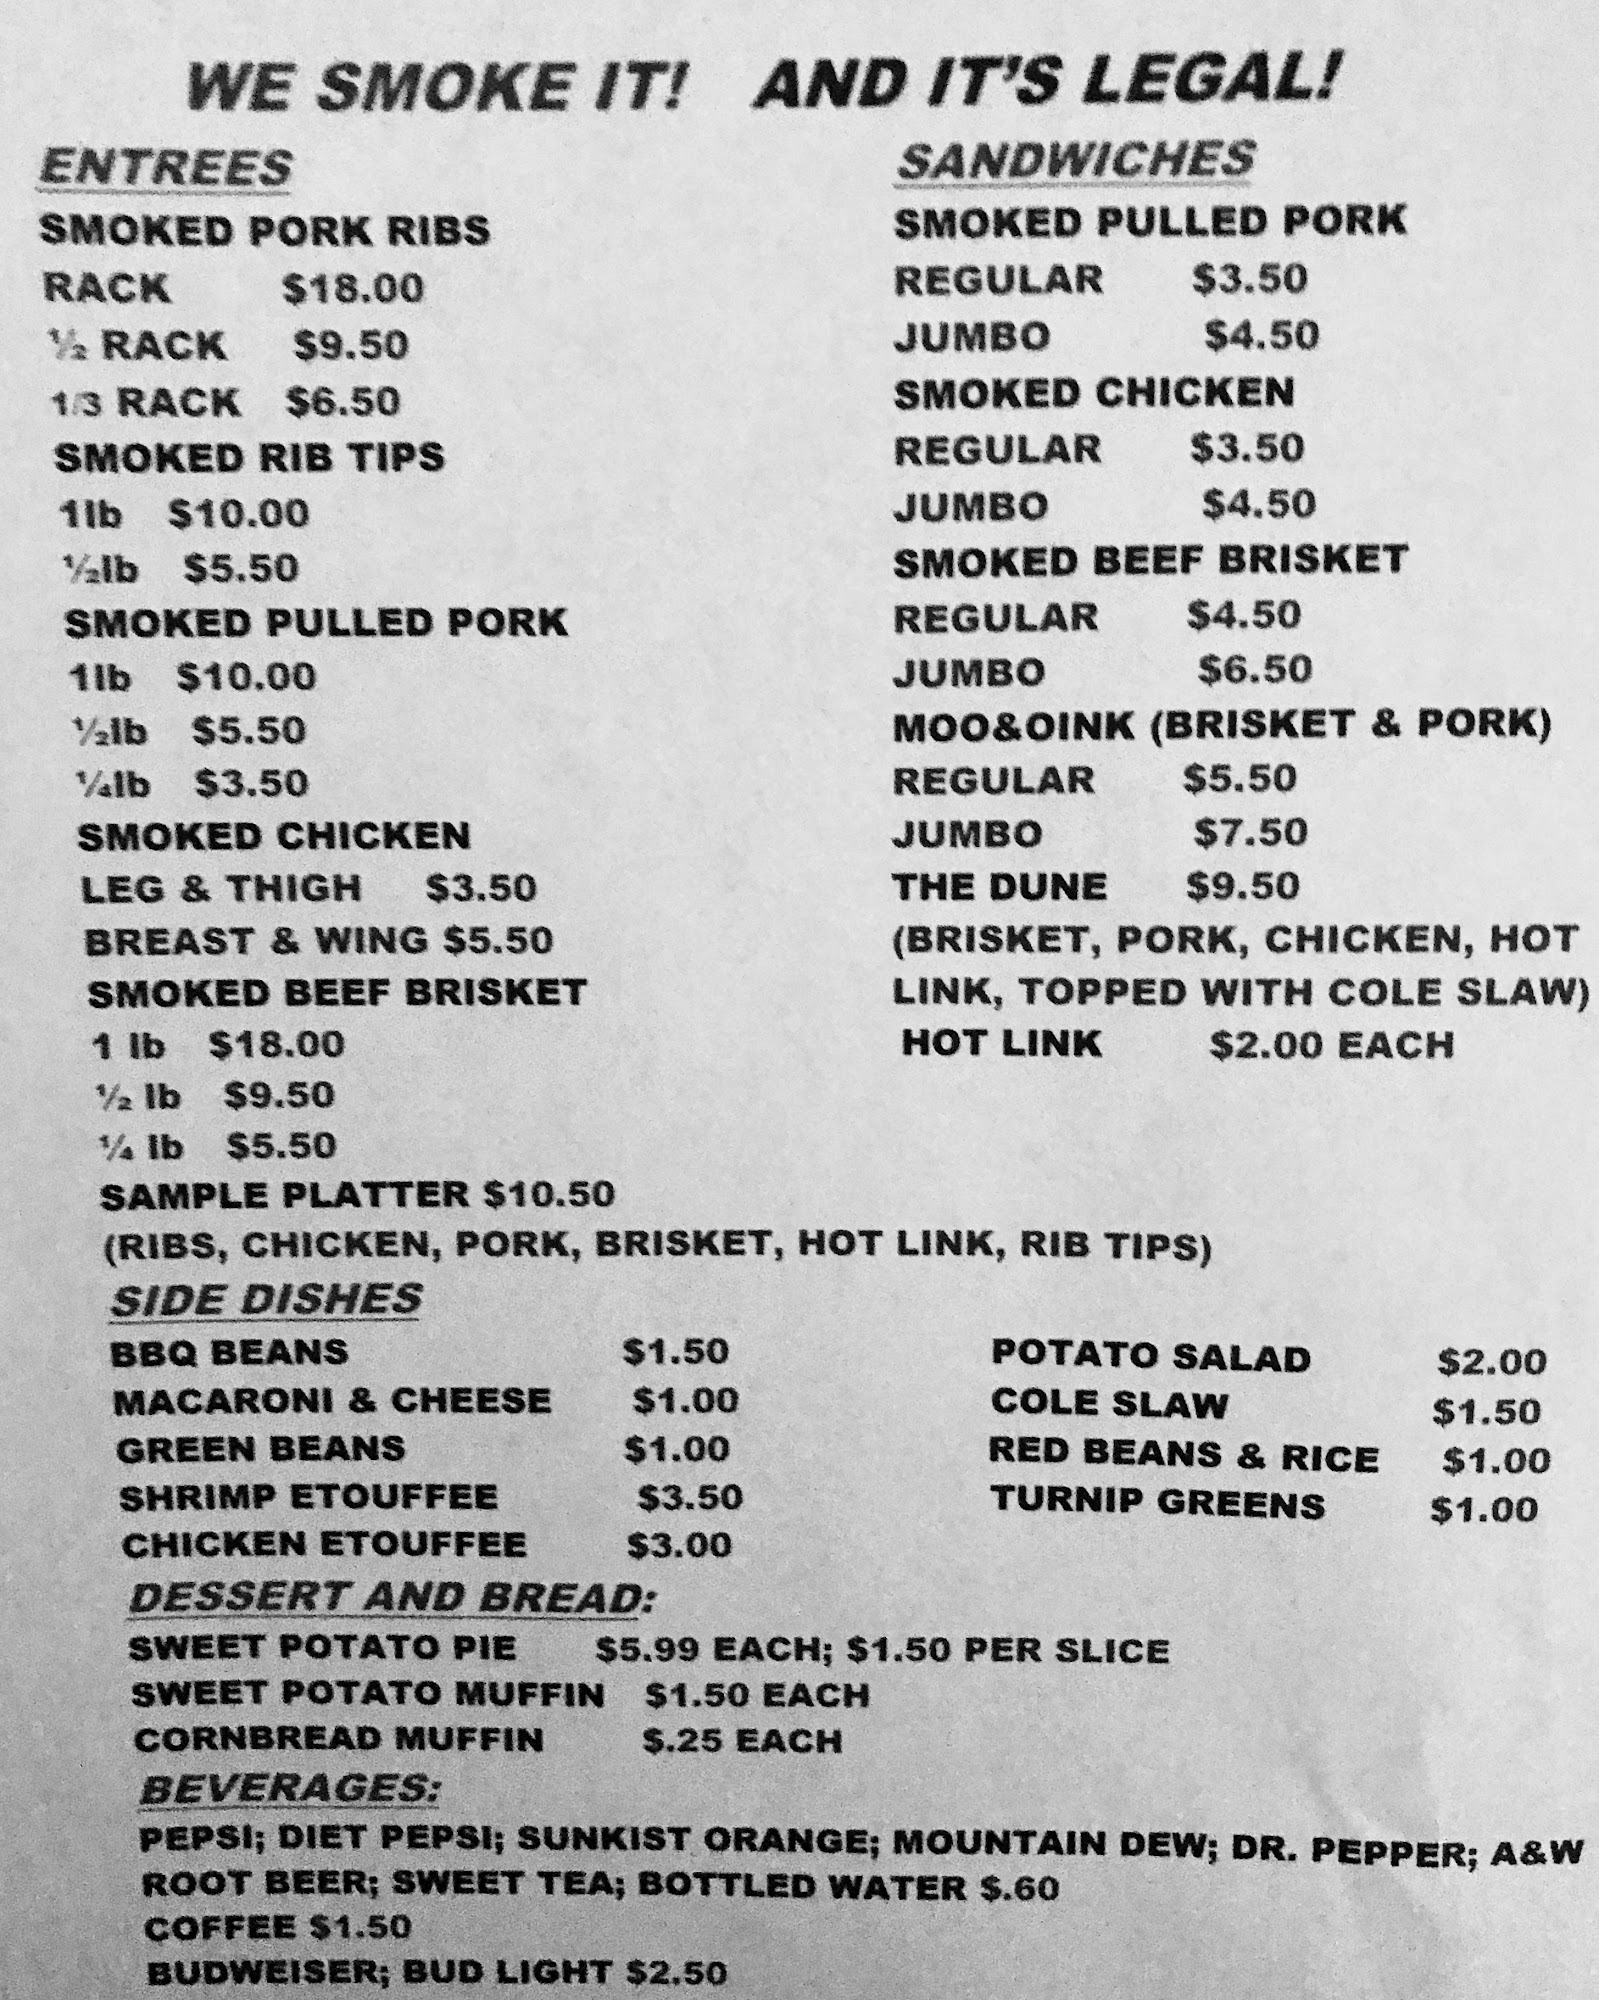 WE SMOKE IT! AND IT'S LEGAL!
ENTREES
SMOKED PORK RIBS
RACK $18.00
½ RACK $9.50
1/3 RACK $6.50
SMOKED RIB TIPS
1lb $10.00
½lb $5.50
SMOKED PULLED PORK
1lb $10.00
½lb $5.50
¼lb $3.50
SMOKED CHICKEN
LEG & THIGH $3.50
BREAST & WING $5.50
SMOKED BEEF BRISKET
1 lb $18.00
½ lb $9.50
¼ lb $5.50
SAMPLE PLATTER $10.50
(RIBS, CHICKEN, PORK, BRISKET, HOT LINK, RIB TIPS)
SANDWICHES
SMOKED PULLED PORK
REGULAR $3.50
JUMBO $4.50
SMOKED CHICKEN
REGULAR $3.50
JUMBO $4.50
SMOKED BEEF BRISKET
REGULAR $4.50
JUMBO $6.50
MOO&OINK (BRISKET & PORK)
REGULAR $5.50
JUMBO $7.50
THE DUNE $9.50
(BRISKET, PORK, CHICKEN, HOT
LINK, TOPPED WITH COLE SLAW)
HOT LINK $2.00 EACH
SIDE DISHES
BBQ BEANS $1.50
MACARONI & CHEESE $1.00
GREEN BEANS $1.00
SHRIMP ETOUFFEE $3.50
CHICKEN ETOUFFEE $3.00
POTATO SALAD $2.00
COLE SLAW $1.50
RED BEANS & RICE $1.00
TURNIP GREENS $1.00
DESSERT AND BREAD:
SWEET POTATO PIE $5.99 EACH; $1.50 PER SLICE
SWEET POTATO MUFFIN $1.50 EACH
CORNBREAD MUFFIN $.25 EACH
BEVERAGES:
PEPSI; DIET PEPSI; SUNKIST ORANGE; MOUNTAIN DEW; DR. PEPPER; A&W
ROOT BEER; SWEET TEA; BOTTLED WATER $.60
COFFEE $1.50
BUDWEISER; BUD LIGHT $2.50